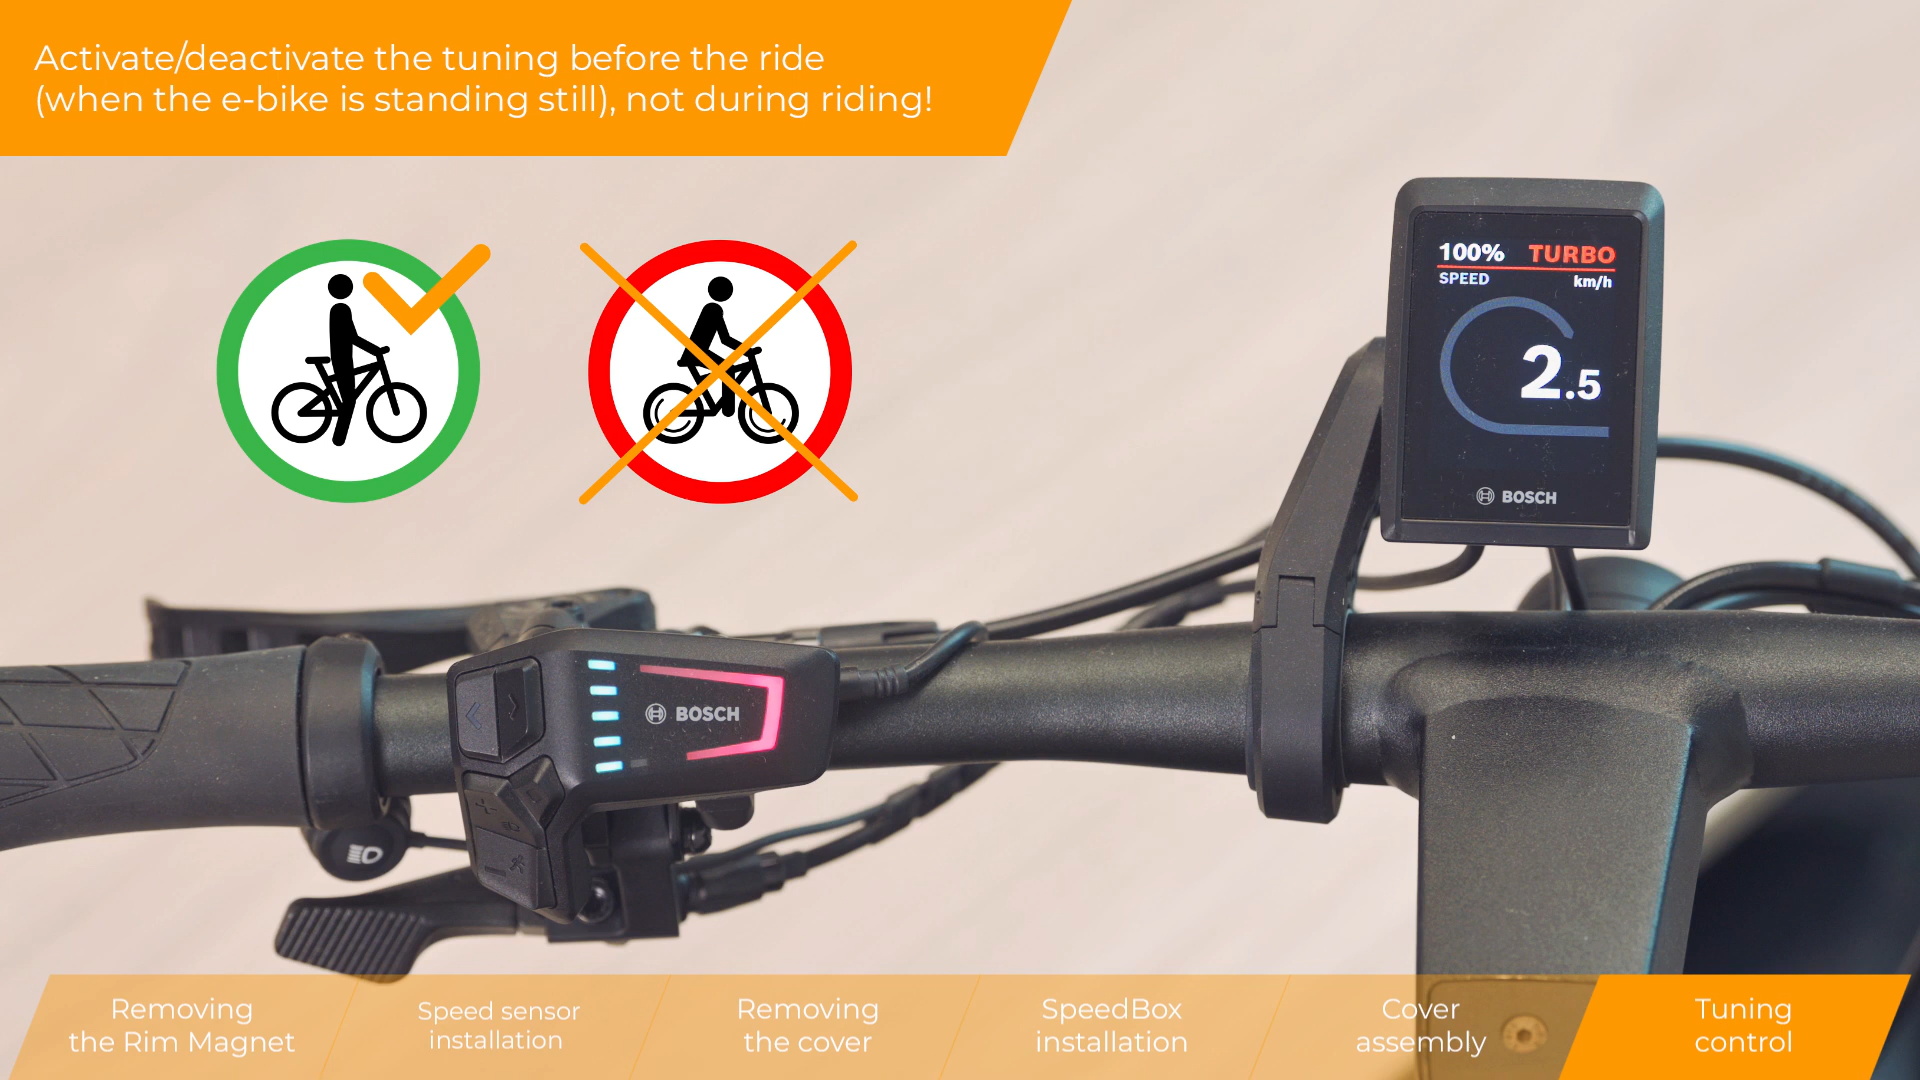 Activate/deactivate the tuning before the ride
(when the e-bike is standing still), not during riding!
100% TURBO
SPEED km/h
2.5
BOSCH
BOSCH
Removing
the Rim Magnet
Speed sensor
installation
Removing
the cover
SpeedBox
installation
Cover
assembly
Tuning
control